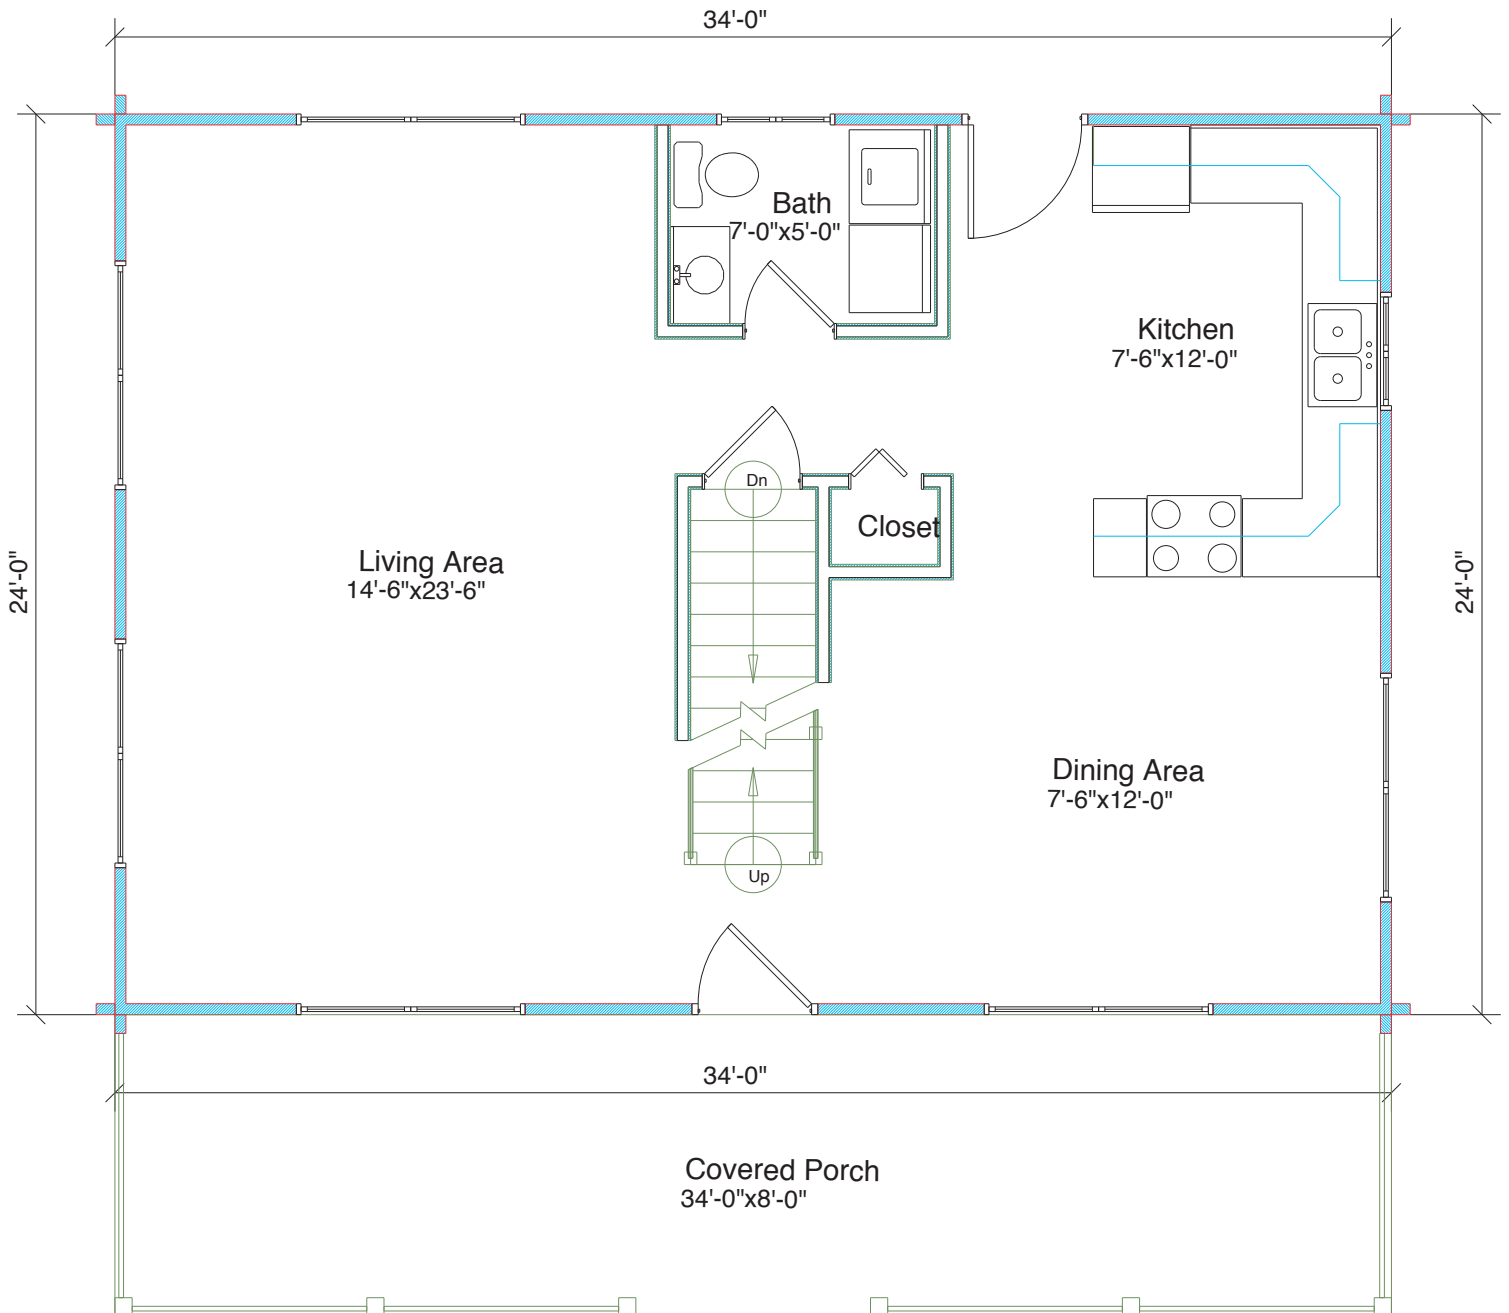 34'-0"
Bath
7'-0"x5'-0"
Kitchen
7'-6"x12'-0"
Dn
Closet
Living Area
14'-6"x23'-6"
24'-0"
24'-0"
Dining Area
7'-6"x12'-0"
Up
34'-0"
Covered Porch
34'-0"x8'-0"